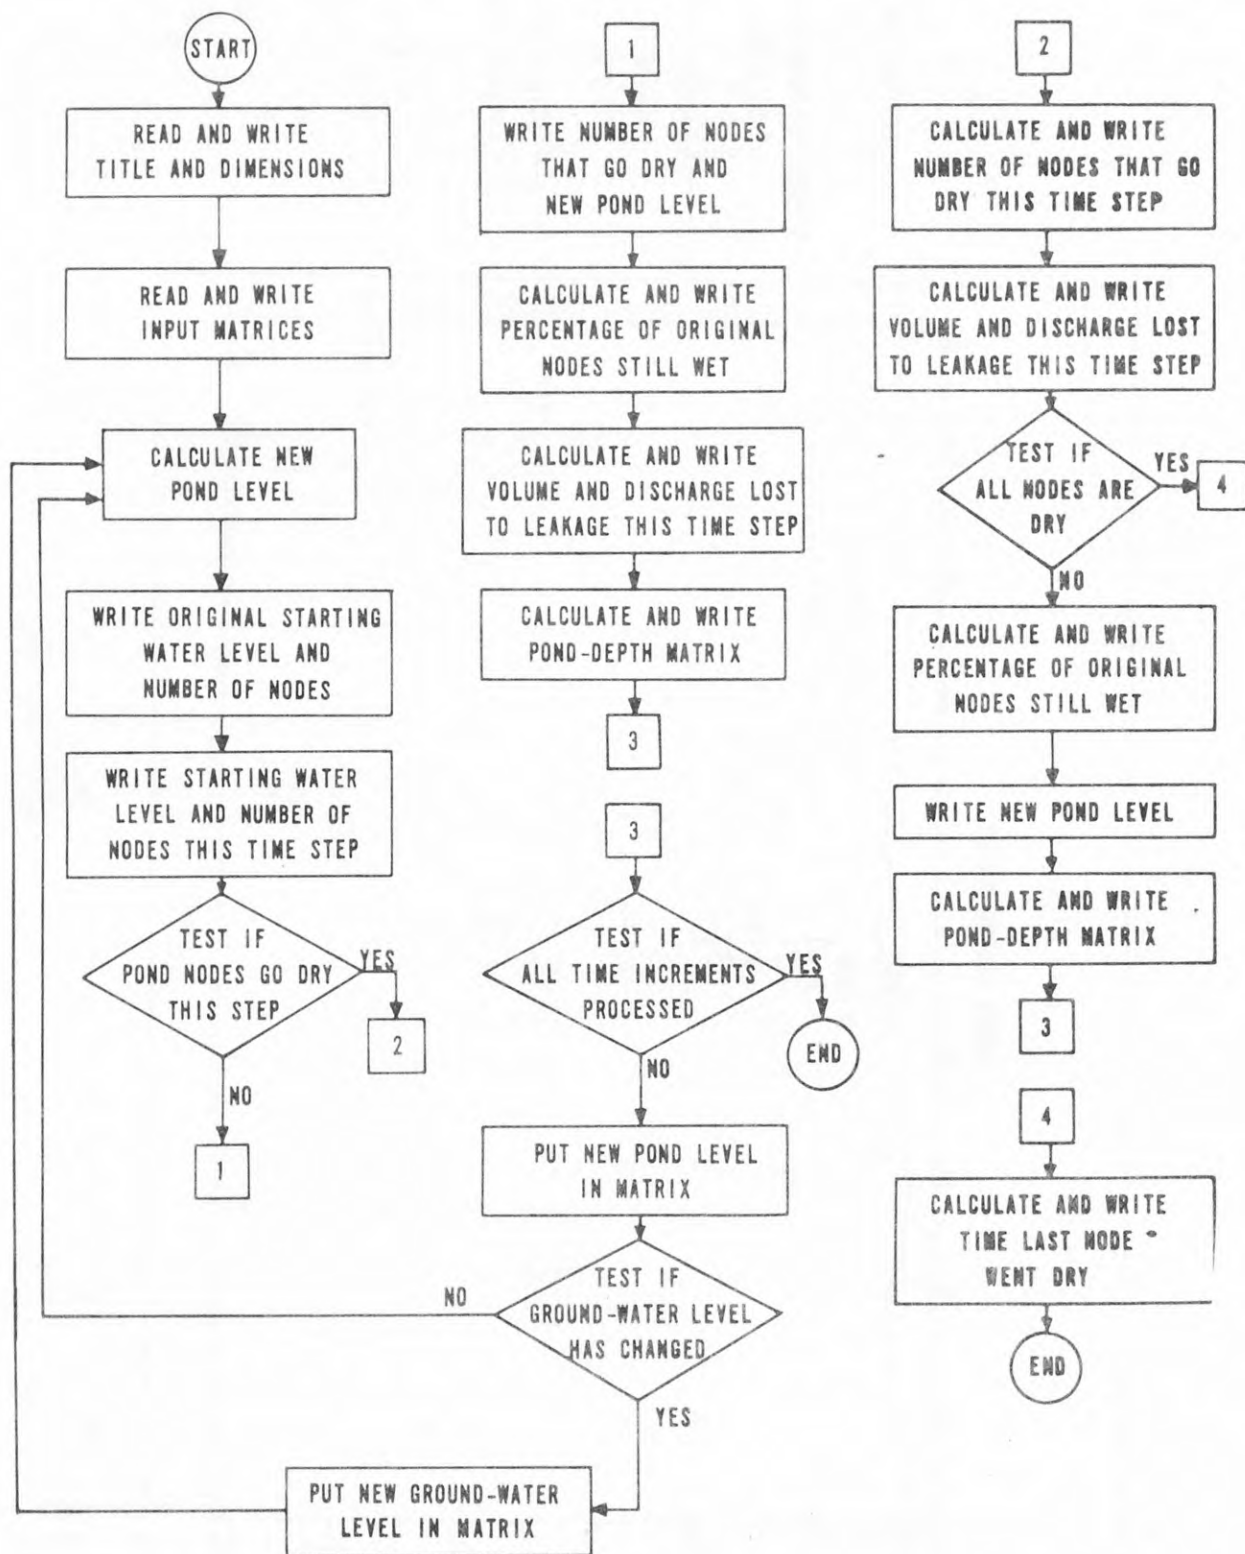 START
READ AND WRITE
TITLE AND DIMENSIONS
READ AND WRITE
INPUT MATRICES
CALCULATE NEW
POND LEVEL
WRITE ORIGINAL STARTING
WATER LEVEL AND
NUMBER OF NODES
WRITE STARTING WATER
LEVEL AND NUMBER OF
NODES THIS TIME STEP
TEST IF
POND NODES GO DRY
THIS STEP
YES
2
NO
1
1
WRITE NUMBER OF NODES
THAT GO DRY AND
NEW POND LEVEL
CALCULATE AND WRITE
PERCENTAGE OF ORIGINAL
NODES STILL WET
CALCULATE AND WRITE
VOLUME AND DISCHARGE LOST
TO LEAKAGE THIS TIME STEP
CALCULATE AND WRITE
POND-DEPTH MATRIX
3
3
TEST IF
ALL TIME INCREMENTS
PROCESSED
YES
END
NO
PUT NEW POND LEVEL
IN MATRIX
TEST IF
GROUND-WATER LEVEL
HAS CHANGED
NO
YES
PUT NEW GROUND-WATER
LEVEL IN MATRIX
2
CALCULATE AND WRITE
NUMBER OF NODES THAT GO
DRY THIS TIME STEP
CALCULATE AND WRITE
VOLUME AND DISCHARGE LOST
TO LEAKAGE THIS TIME STEP
TEST IF
ALL NODES ARE
DRY
YES
4
NO
CALCULATE AND WRITE
PERCENTAGE OF ORIGINAL
NODES STILL WET
WRITE NEW POND LEVEL
CALCULATE AND WRITE
POND-DEPTH MATRIX
3
4
CALCULATE AND WRITE
TIME LAST NODE
WENT DRY
END